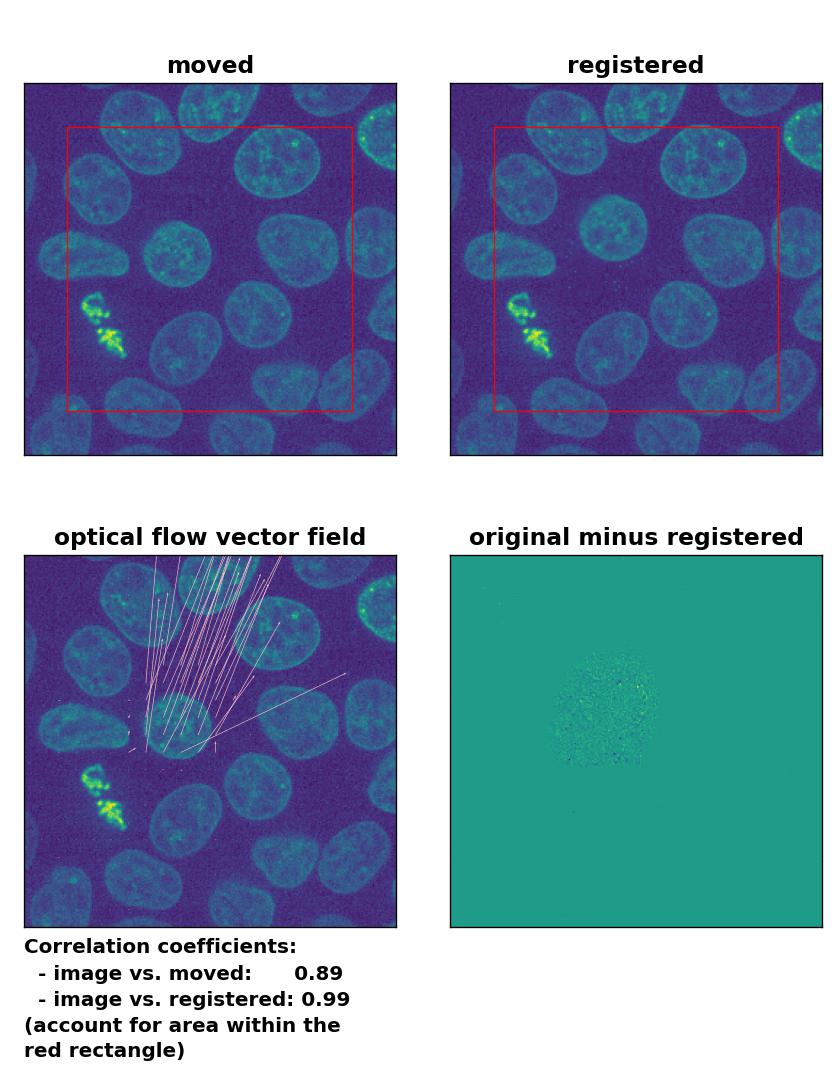 moved
registered
optical flow vector field
original minus registered
Correlation coefficients:
- image vs. moved: 0.89
- image vs. registered: 0.99
(account for area within the
red rectangle)